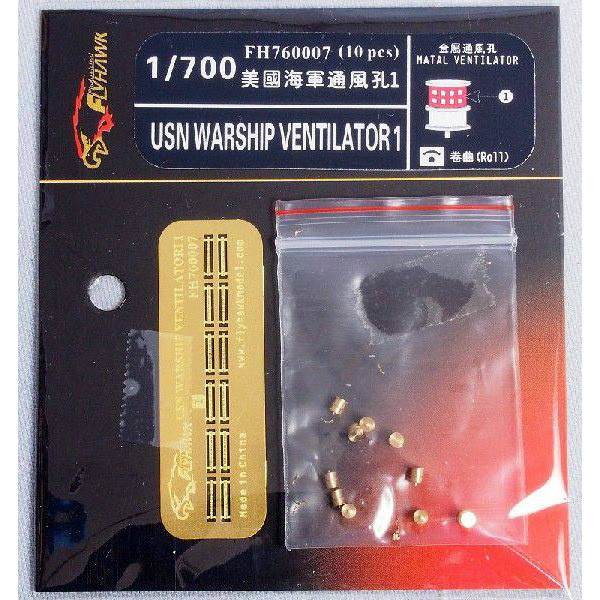 FLYHAWK
FH760007 (10 pcs)
1/700 美國海軍通風孔1
USN WARSHIP VENTILATOR 1
金屬通風孔
MATAL VENTILATOR
1
卷曲(Roll)
USN WARSHIP VENTILATOR1
FH760007
www.flyhawkmodel.com
FLYHAWK
Made in China